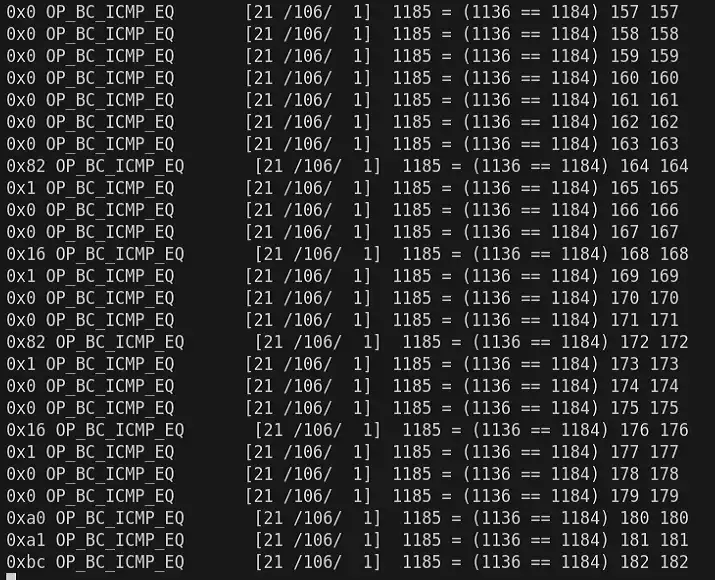 0x0 OP_BC_ICMP_EQ       [21 /106/  1]  1185 = (1136 == 1184) 157 157
0x0 OP_BC_ICMP_EQ       [21 /106/  1]  1185 = (1136 == 1184) 158 158
0x0 OP_BC_ICMP_EQ       [21 /106/  1]  1185 = (1136 == 1184) 159 159
0x0 OP_BC_ICMP_EQ       [21 /106/  1]  1185 = (1136 == 1184) 160 160
0x0 OP_BC_ICMP_EQ       [21 /106/  1]  1185 = (1136 == 1184) 161 161
0x0 OP_BC_ICMP_EQ       [21 /106/  1]  1185 = (1136 == 1184) 162 162
0x0 OP_BC_ICMP_EQ       [21 /106/  1]  1185 = (1136 == 1184) 163 163
0x82 OP_BC_ICMP_EQ       [21 /106/  1]  1185 = (1136 == 1184) 164 164
0x1 OP_BC_ICMP_EQ       [21 /106/  1]  1185 = (1136 == 1184) 165 165
0x0 OP_BC_ICMP_EQ       [21 /106/  1]  1185 = (1136 == 1184) 166 166
0x0 OP_BC_ICMP_EQ       [21 /106/  1]  1185 = (1136 == 1184) 167 167
0x16 OP_BC_ICMP_EQ       [21 /106/  1]  1185 = (1136 == 1184) 168 168
0x1 OP_BC_ICMP_EQ       [21 /106/  1]  1185 = (1136 == 1184) 169 169
0x0 OP_BC_ICMP_EQ       [21 /106/  1]  1185 = (1136 == 1184) 170 170
0x0 OP_BC_ICMP_EQ       [21 /106/  1]  1185 = (1136 == 1184) 171 171
0x82 OP_BC_ICMP_EQ       [21 /106/  1]  1185 = (1136 == 1184) 172 172
0x1 OP_BC_ICMP_EQ       [21 /106/  1]  1185 = (1136 == 1184) 173 173
0x0 OP_BC_ICMP_EQ       [21 /106/  1]  1185 = (1136 == 1184) 174 174
0x0 OP_BC_ICMP_EQ       [21 /106/  1]  1185 = (1136 == 1184) 175 175
0x16 OP_BC_ICMP_EQ       [21 /106/  1]  1185 = (1136 == 1184) 176 176
0x1 OP_BC_ICMP_EQ       [21 /106/  1]  1185 = (1136 == 1184) 177 177
0x0 OP_BC_ICMP_EQ       [21 /106/  1]  1185 = (1136 == 1184) 178 178
0x0 OP_BC_ICMP_EQ       [21 /106/  1]  1185 = (1136 == 1184) 179 179
0xa0 OP_BC_ICMP_EQ       [21 /106/  1]  1185 = (1136 == 1184) 180 180
0xa1 OP_BC_ICMP_EQ       [21 /106/  1]  1185 = (1136 == 1184) 181 181
0xbc OP_BC_ICMP_EQ       [21 /106/  1]  1185 = (1136 == 1184) 182 182